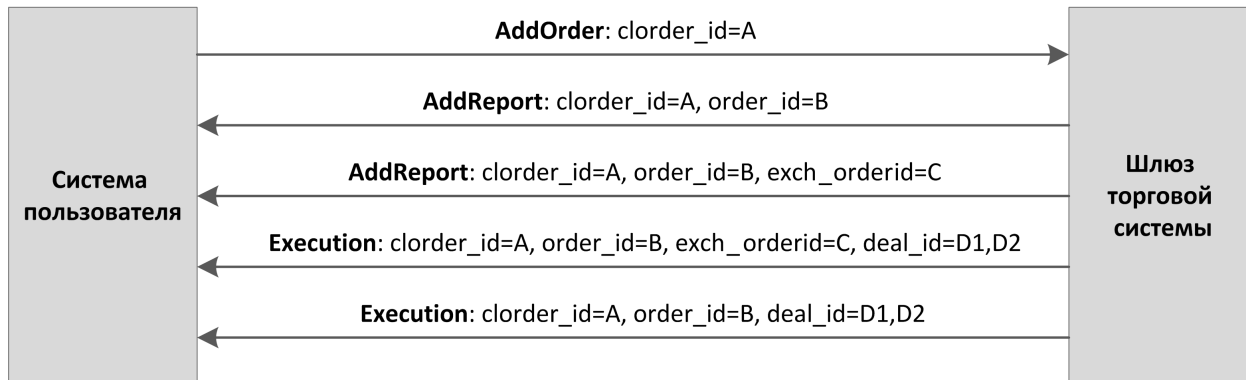 AddOrder: clorder_id=A
AddReport: clorder_id=A, order_id=B
AddReport: clorder_id=A, order_id=B, exch_orderid=C
Система
пользователя
Шлюз
торговой
системы
Execution: clorder_id=A, order_id=B, exch_orderid=C, deal_id=D1,D2
Execution: clorder_id=A, order_id=B, deal_id=D1,D2